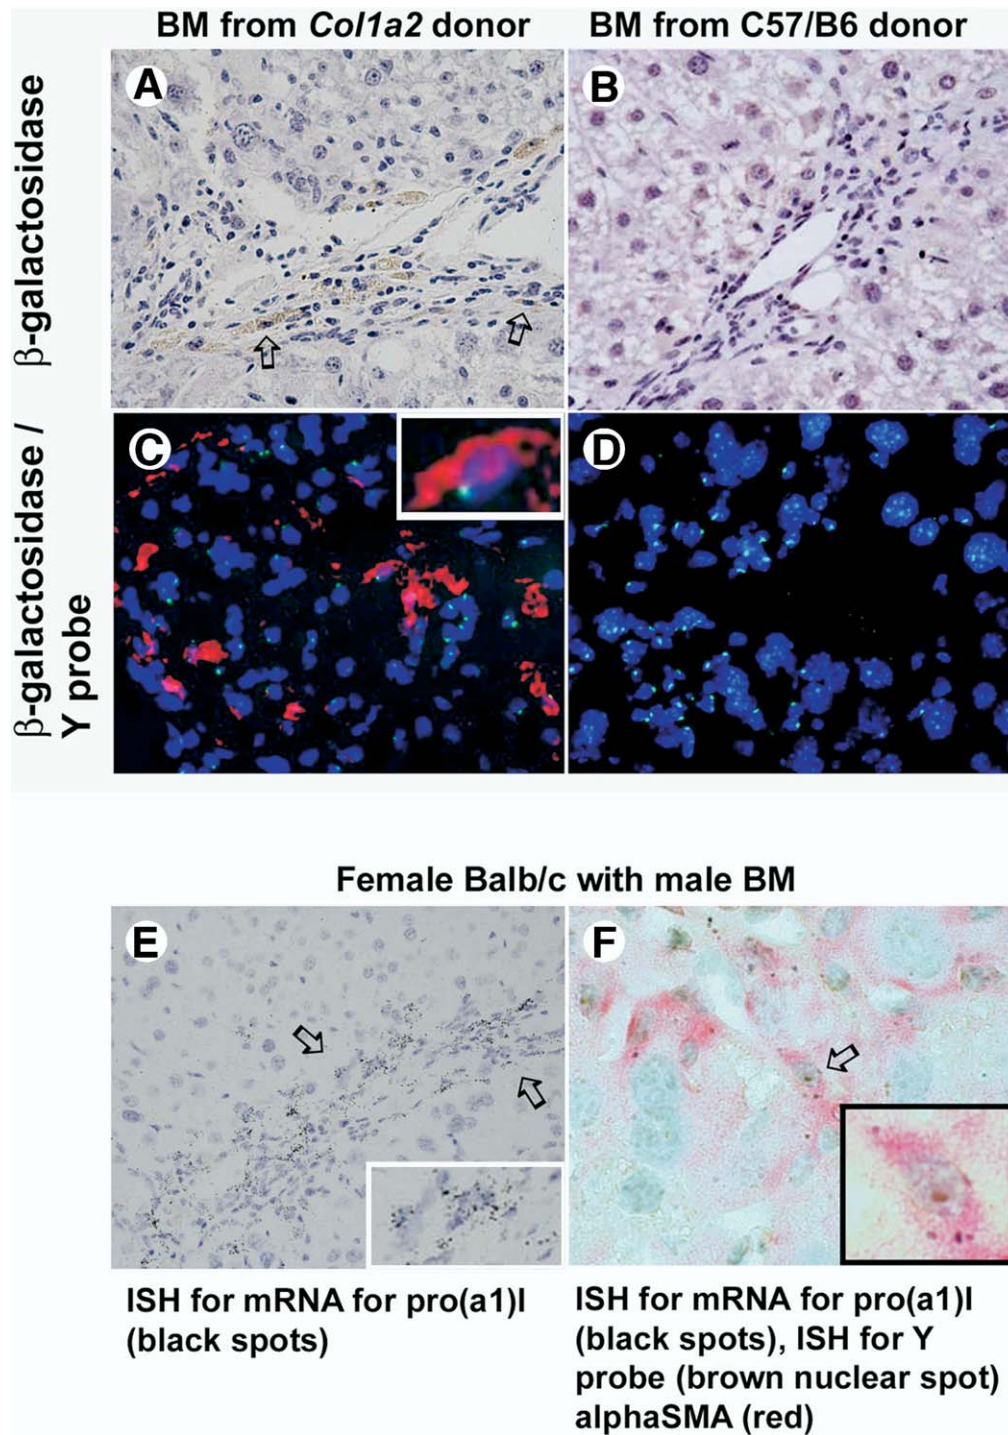 BM from Col1a2 donor
BM from C57/B6 donor
β-galactosidase
A
B
β-galactosidase /
Y probe
C
D
Female Balb/c with male BM
E
F
ISH for mRNA for pro(a1)I
(black spots)
ISH for mRNA for pro(a1)I
(black spots), ISH for Y
probe (brown nuclear spot)
alphaSMA (red)